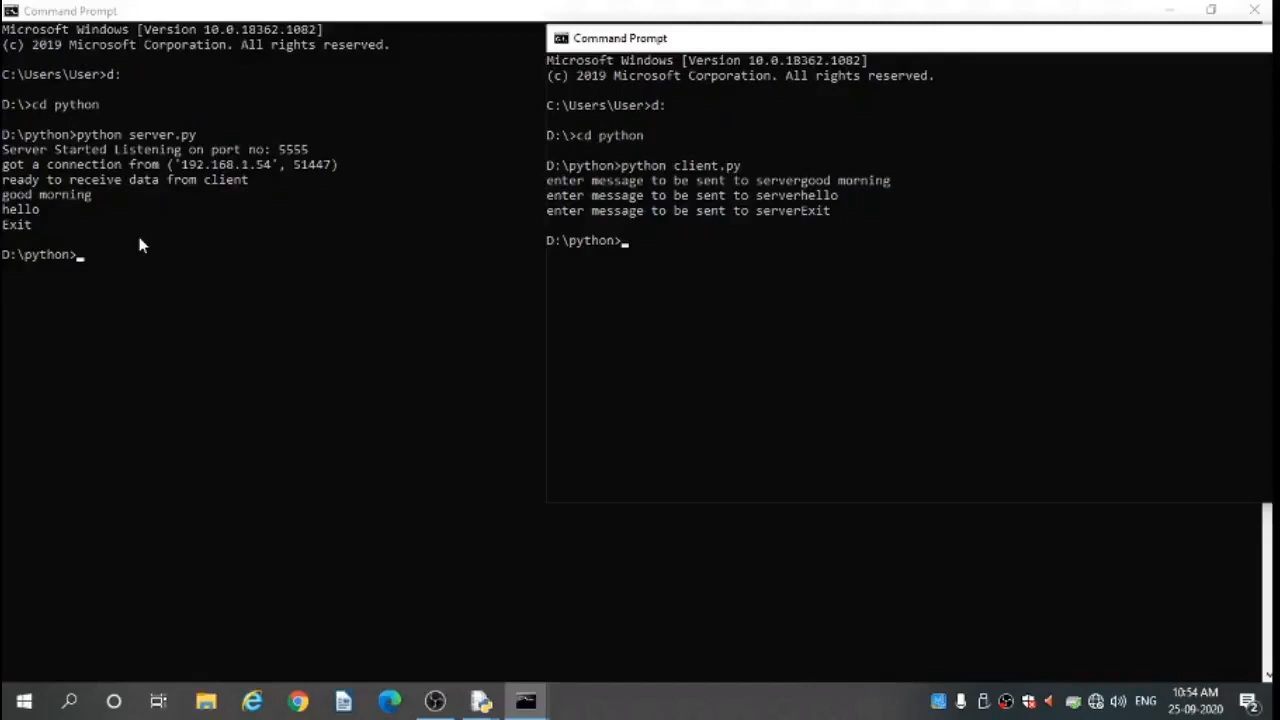 Command Prompt
Microsoft Windows [Version 10.0.18362.1082]
(c) 2019 Microsoft Corporation. All rights reserved.
C:\Users\User>d:
D:\>cd python
D:\python>python server.py
Server Started Listening on port no: 5555
got a connection from ('192.168.1.54', 51447)
ready to receive data from client
good morning
hello
Exit
D:\python>
Command Prompt
Microsoft Windows [Version 10.0.18362.1082]
(c) 2019 Microsoft Corporation. All rights reserved.
C:\Users\User>d:
D:\>cd python
D:\python>python client.py
enter message to be sent to servergood morning
enter message to be sent to serverhello
enter message to be sent to serverExit
D:\python>
ENG
10:54 AM
25-09-2020
2